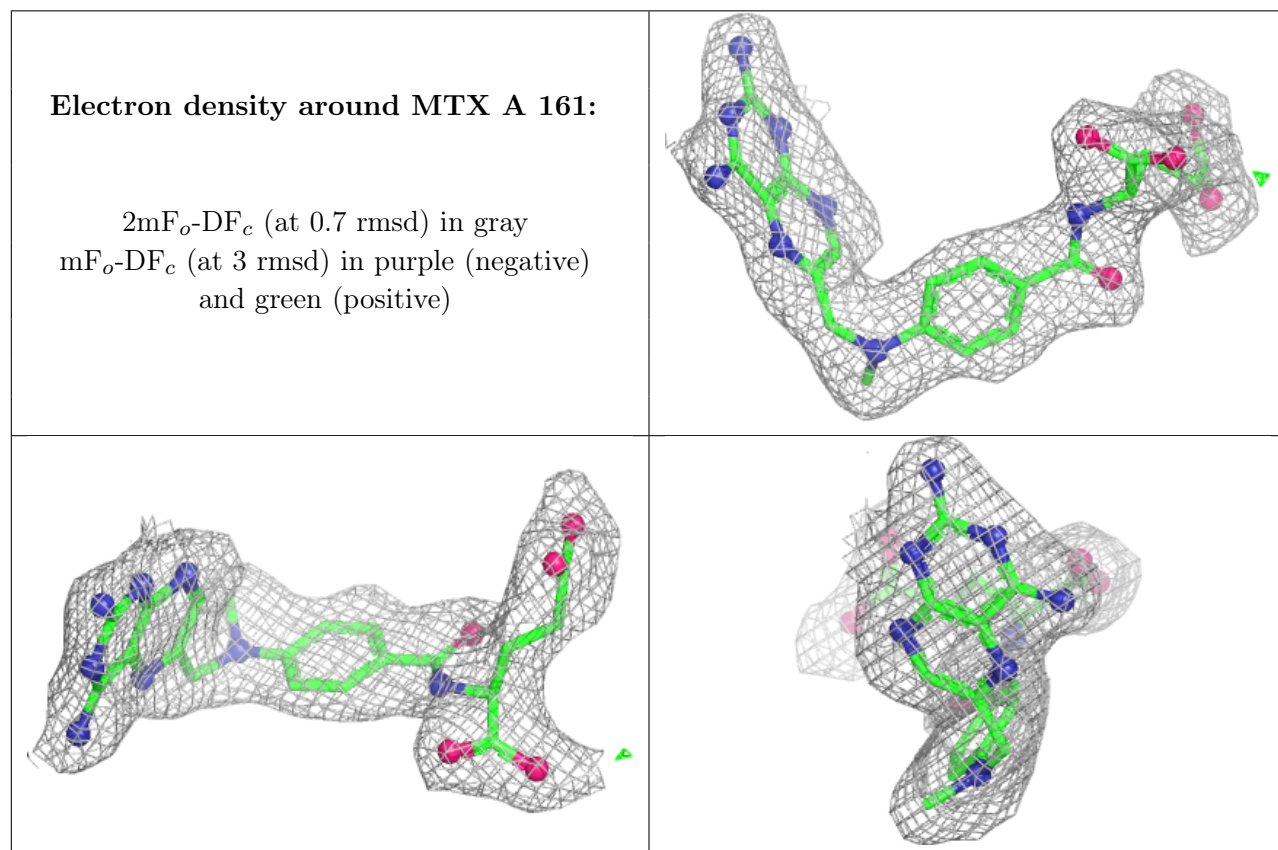 Electron density around MTX A 161:
2mFₒ-DF𝒸 (at 0.7 rmsd) in gray
mFₒ-DF𝒸 (at 3 rmsd) in purple (negative)
and green (positive)